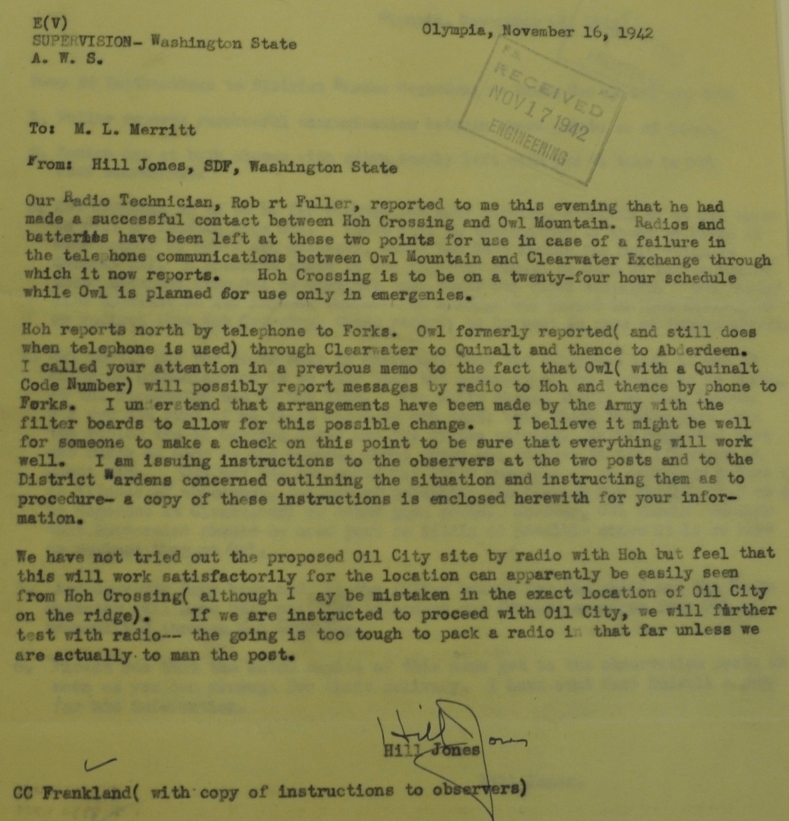 E(V)
SUPERVISION- Washington State
A. W. S.
Olympia, November 16, 1942
RECEIVED
NOV 17 1942
ENGINEERING
To: M. L. Merritt
From: Hill Jones, SDF, Washington State
Our Radio Technician, Rob rt Fuller, reported to me this evening that he had
made a successful contact between Hoh Crossing and Owl Mountain. Radios and
batteries have been left at these two points for use in case of a failure in
the telephone communications between Owl Mountain and Clearwater Exchange through
which it now reports. Hoh Crossing is to be on a twenty-four hour schedule
while Owl is planned for use only in emergenies.
Hoh reports north by telephone to Forks. Owl formerly reported( and still does
when telephone is used) through Clearwater to Quinalt and thence to Aberdeen.
I called your attention in a previous memo to the fact that Owl( with a Quinalt
Code Number) will possibly report messages by radio to Hoh and thence by phone to
Forks. I un erstand that arrangements have been made by the Army with the
filter boards to allow for this possible change. I believe it might be well
for someone to make a check on this point to be sure that everything will work
well. I am issuing instructions to the observers at the two posts and to the
District Wardens concerned outlining the situation and instructing them as to
procedure- a copy of these instructions is enclosed herewith for your infor-
mation.
We have not tried out the proposed Oil City site by radio with Hoh but feel that
this will work satisfactorily for the location can apparently be easily seen
from Hoh Crossing( although I ay be mistaken in the exact location of Oil City
on the ridge). If we are instructed to proceed with Oil City, we will further
test with radio-- the going is too tough to pack a radio in that far unless we
are actually to man the post.
Hill Jones
Hill Jones
CC Frankland( with copy of instructions to observers)